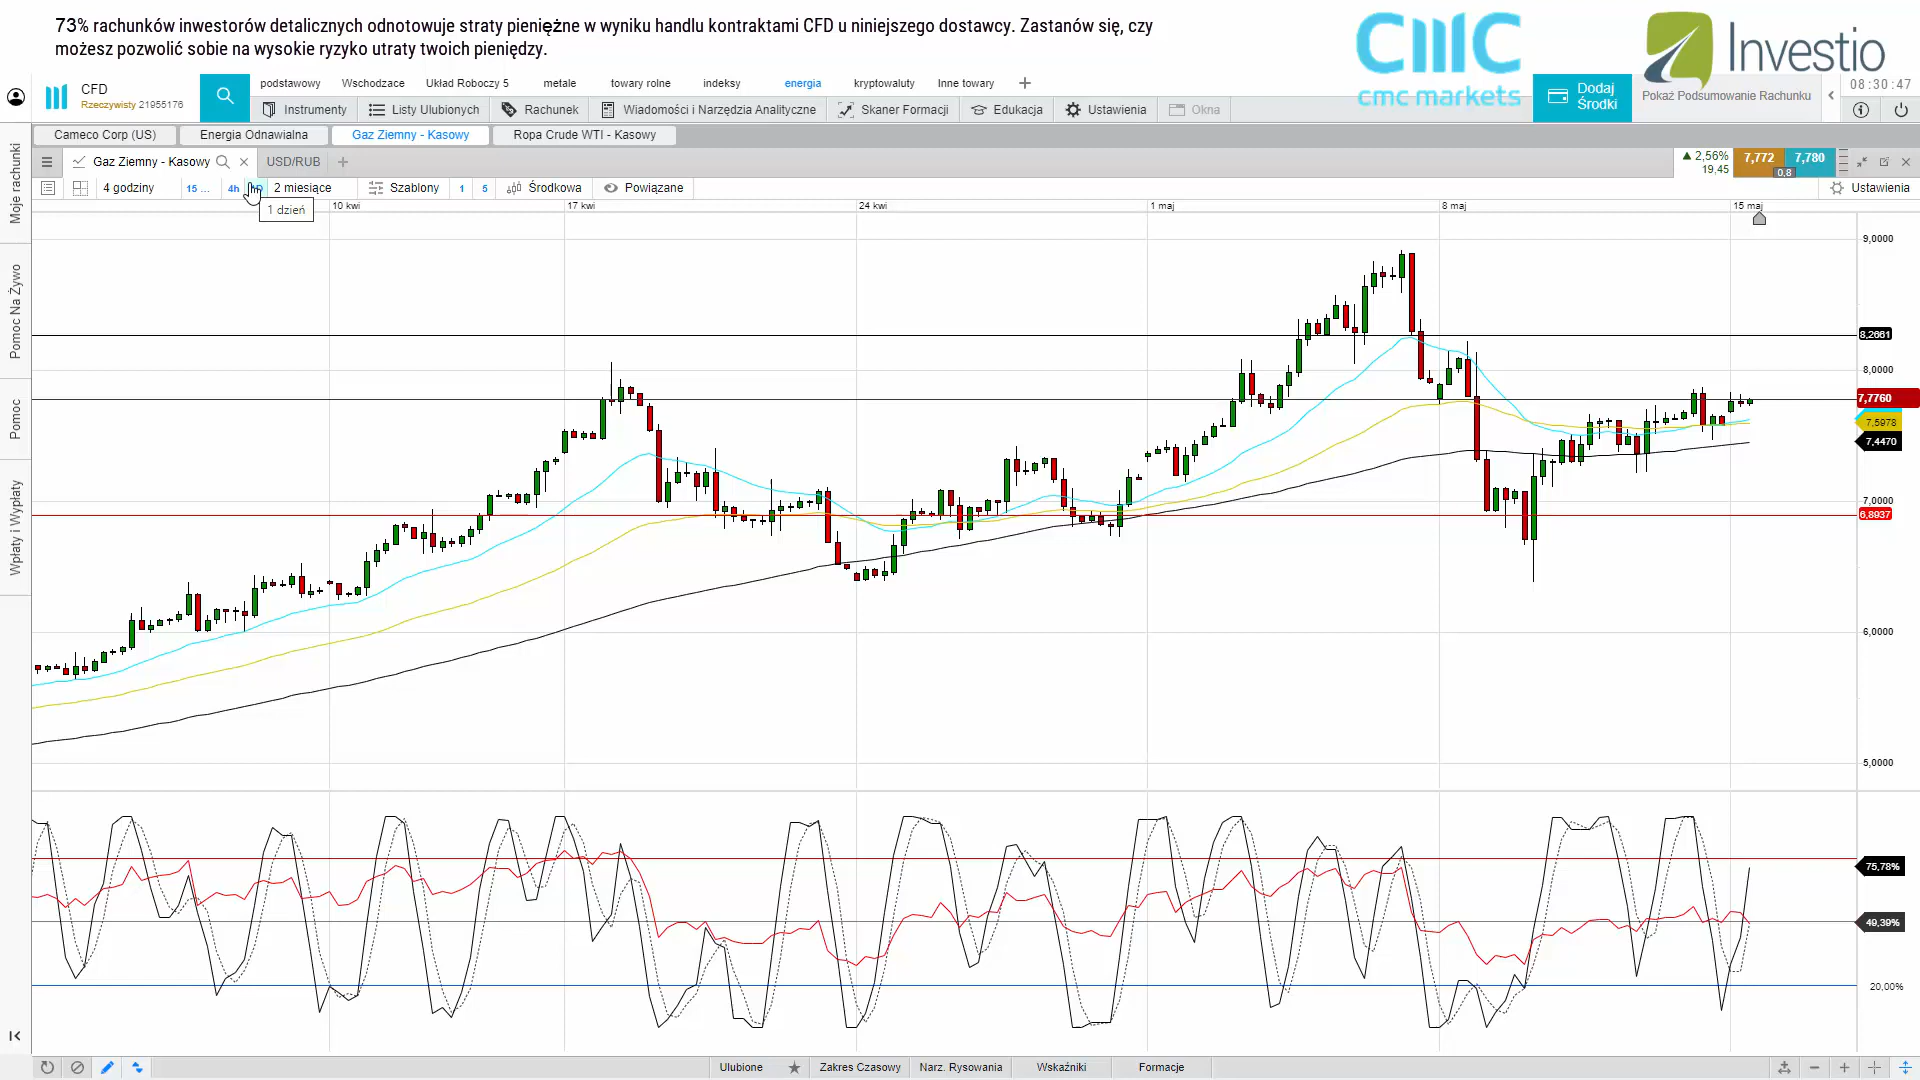 73% rachunków inwestorów detalicznych odnotowuje straty pieniężne w wyniku handlu kontraktami CFD u niniejszego dostawcy. Zastanów się, czy
możesz pozwolić sobie na wysokie ryzyko utraty twoich pieniędzy.
CMC
cmc markets
Investio
CFD
Rzeczywisty 21955176
podstawowy Wschodzace Układ Roboczy 5 metale towary rolne indeksy energia kryptowaluty Inne towary
Instrumenty Listy Ulubionych Rachunek Wiadomości i Narzędzia Analityczne Skaner Formacji Edukacja Ustawienia Okna
Dodaj
Środki
Pokaż Podsumowanie Rachunku
08:30:47
Cameco Corp (US) Energia Odnawialna Gaz Ziemny - Kasowy Ropa Crude WTI - Kasowy
Gaz Ziemny - Kasowy USD/RUB
2,56%
19,45
7,772 7,780
0,8
4 godziny 15 ... 4h 2 miesiące Szablony 1 5 Środkowa Powiązane Ustawienia
1 dzień
10 kwi 17 kwi 24 kwi 1 maj 8 maj 15 maj
Moje rachunki
Pomoc Na Żywo
Pomoc
Wpłaty i Wypłaty
9,0000
8,2661
8,0000
7,7760
7,5978
7,4470
7,0000
6,8937
6,0000
5,0000
75,78%
49,39%
20,00%
Ulubione Zakres Czasowy Narz. Rysowania Wskaźniki Formacje